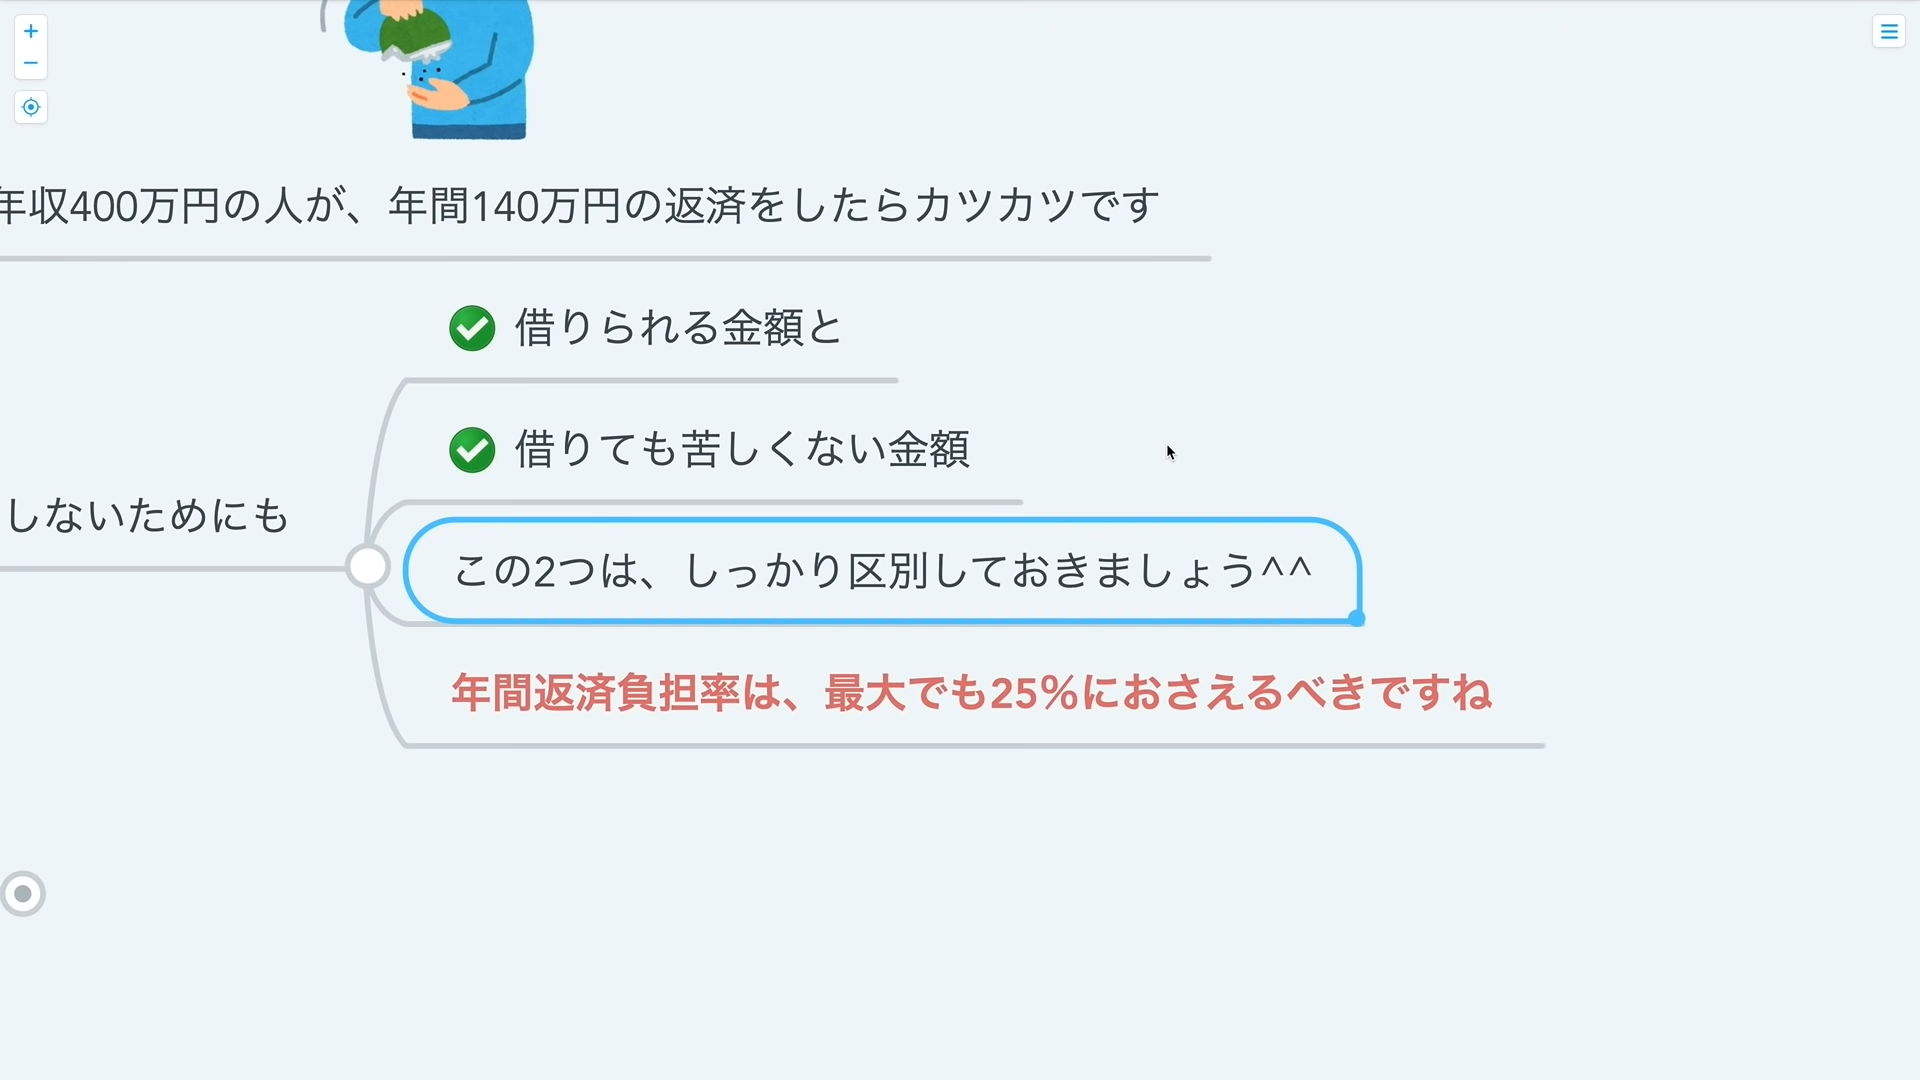 年収400万円の人が、年間140万円の返済をしたらカツカツです
借りられる金額と
借りても苦しくない金額
しないためにも
この2つは、しっかり区別しておきましょう^^
年間返済負担率は、最大でも25%におさえるべきですね